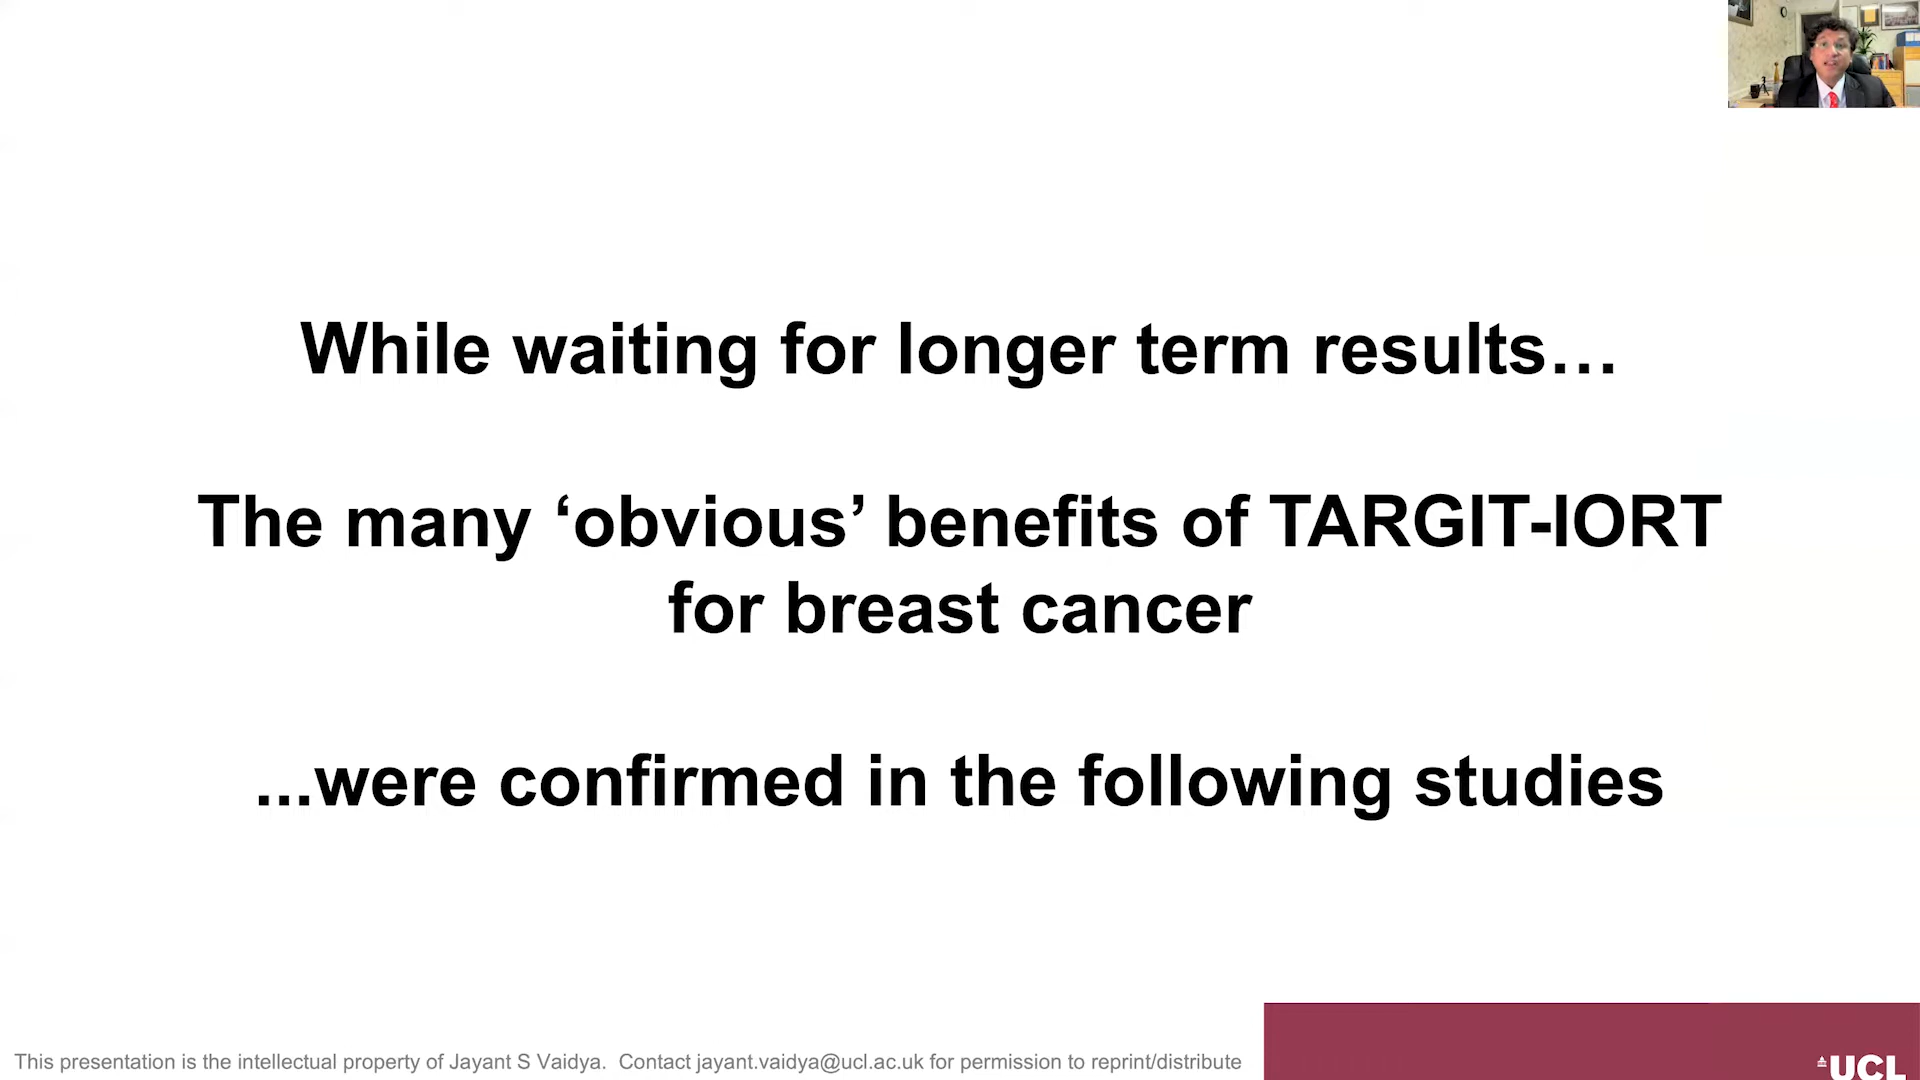 While waiting for longer term results…
The many ‘obvious’ benefits of TARGIT-IORT
for breast cancer
...were confirmed in the following studies
This presentation is the intellectual property of Jayant S Vaidya.  Contact jayant.vaidya@ucl.ac.uk for permission to reprint/distribute
UCL